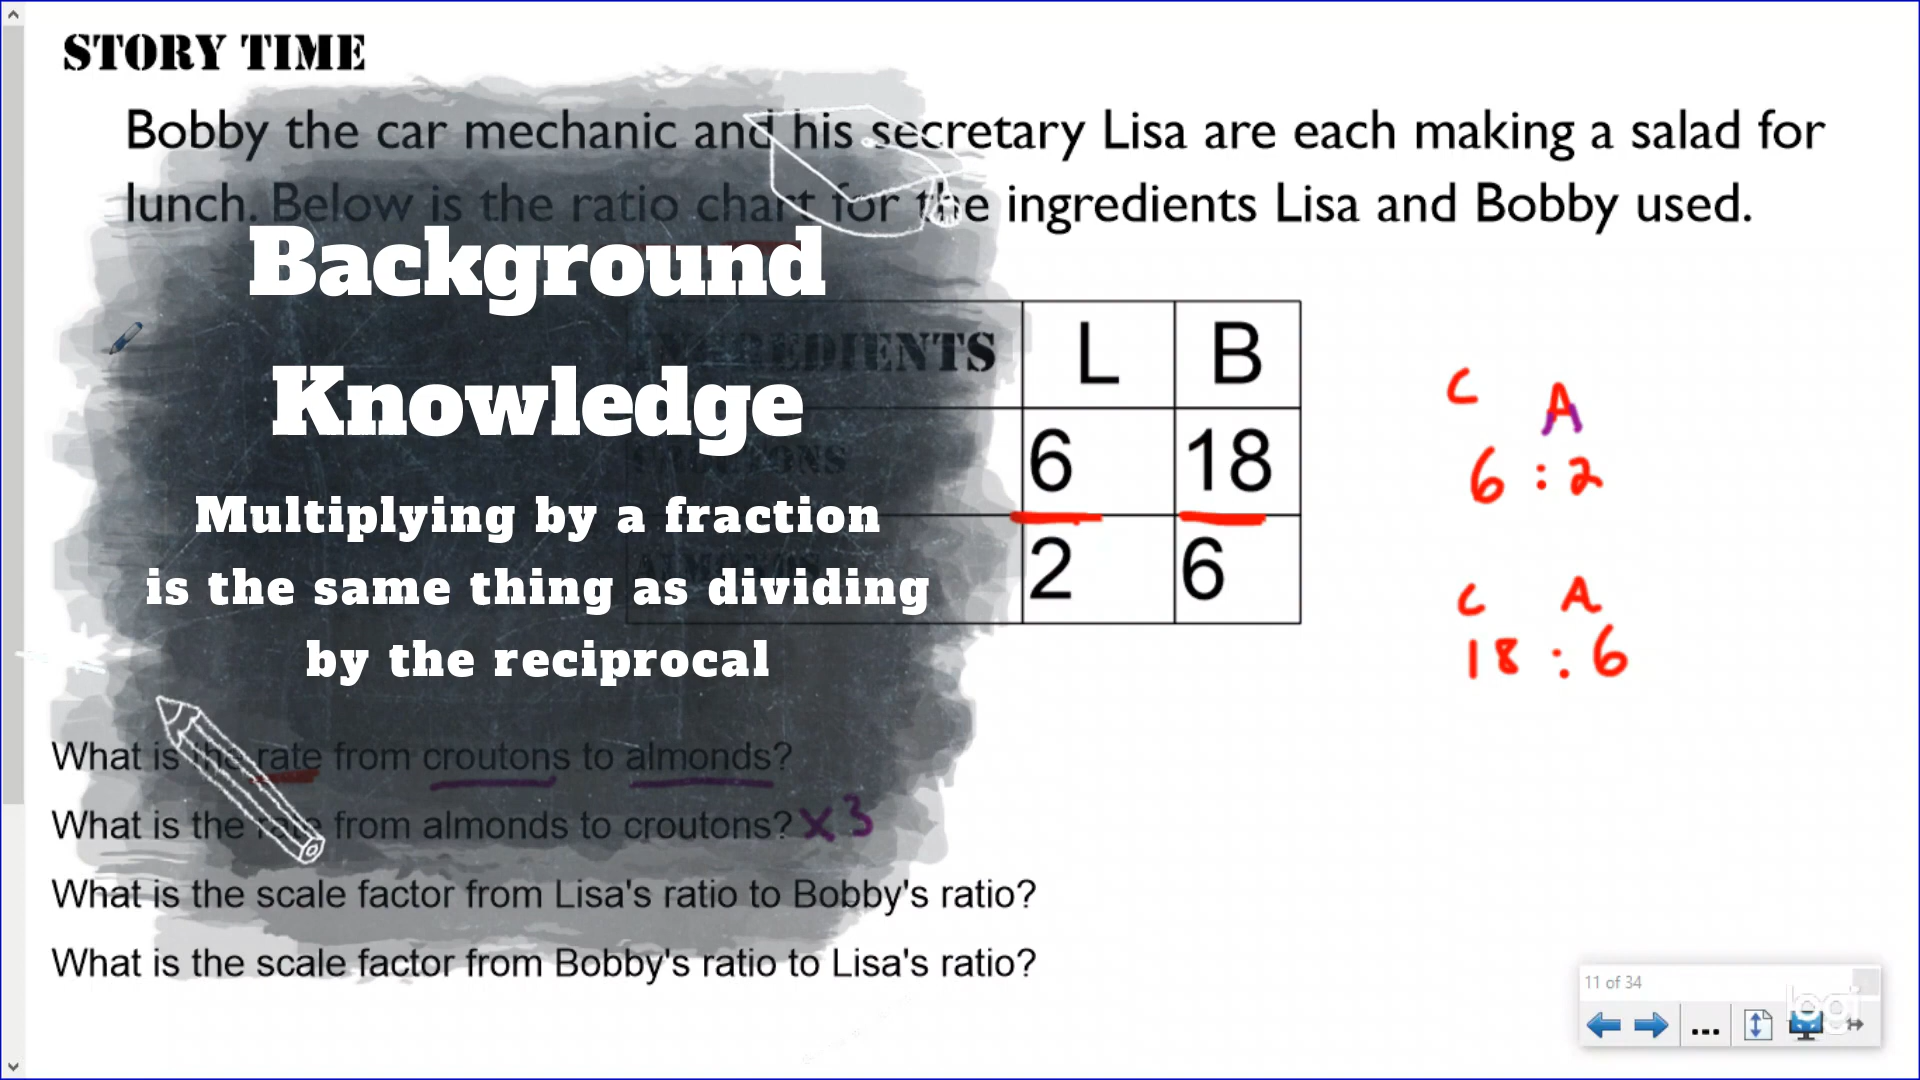 STORY TIME
Bobby the car mechanic and his secretary Lisa are each making a salad for
lunch. Below is the ratio chart for the ingredients Lisa and Bobby used.
Background
Knowledge
Multiplying by a fraction
is the same thing as dividing
by the reciprocal
INGREDIENTS L B
CROUTONS 6 18
ALMONDS 2 6
C A
6 : 2
C A
18 : 6
What is the rate from croutons to almonds?
What is the rate from almonds to croutons? x 3
What is the scale factor from Lisa's ratio to Bobby's ratio?
What is the scale factor from Bobby's ratio to Lisa's ratio?
11 of 34
...
logi